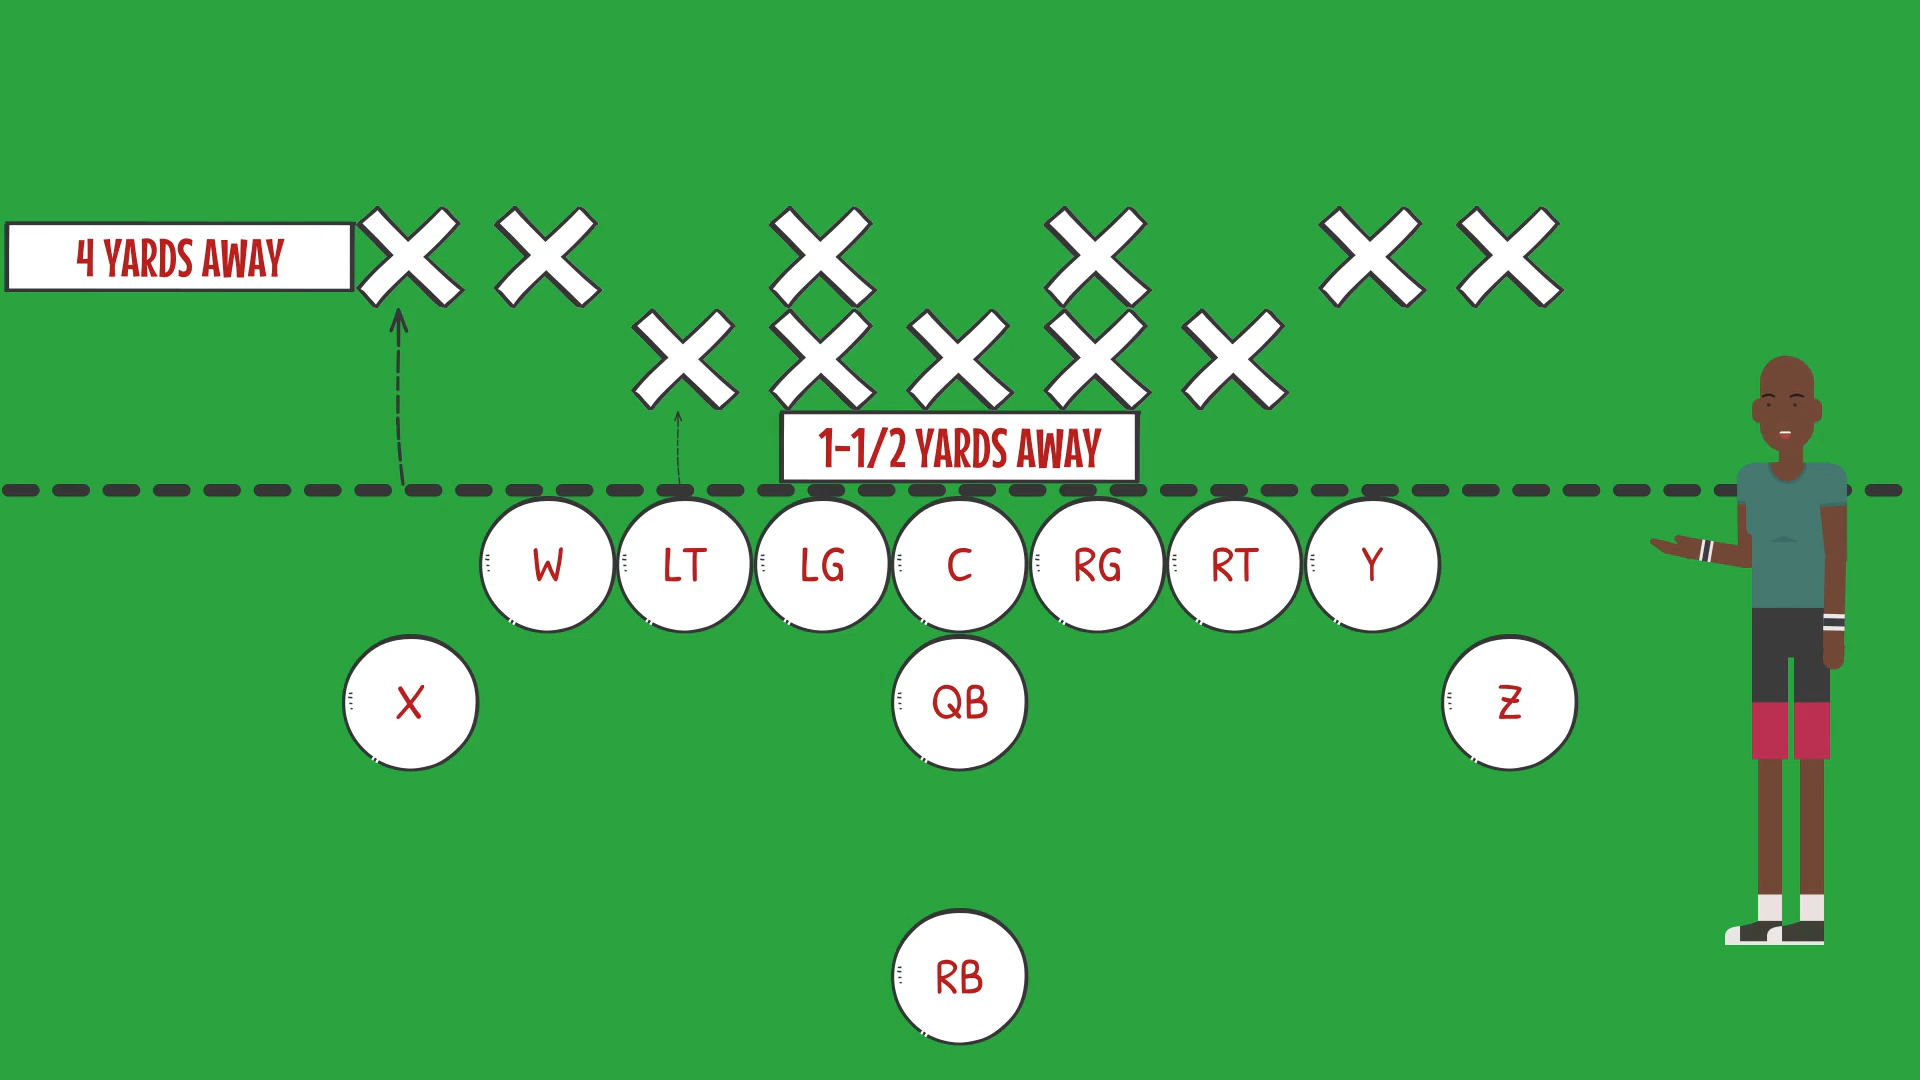 4 YARDS AWAY
1-1/2 YARDS AWAY
W LT LG C RG RT Y
X QB Z
RB